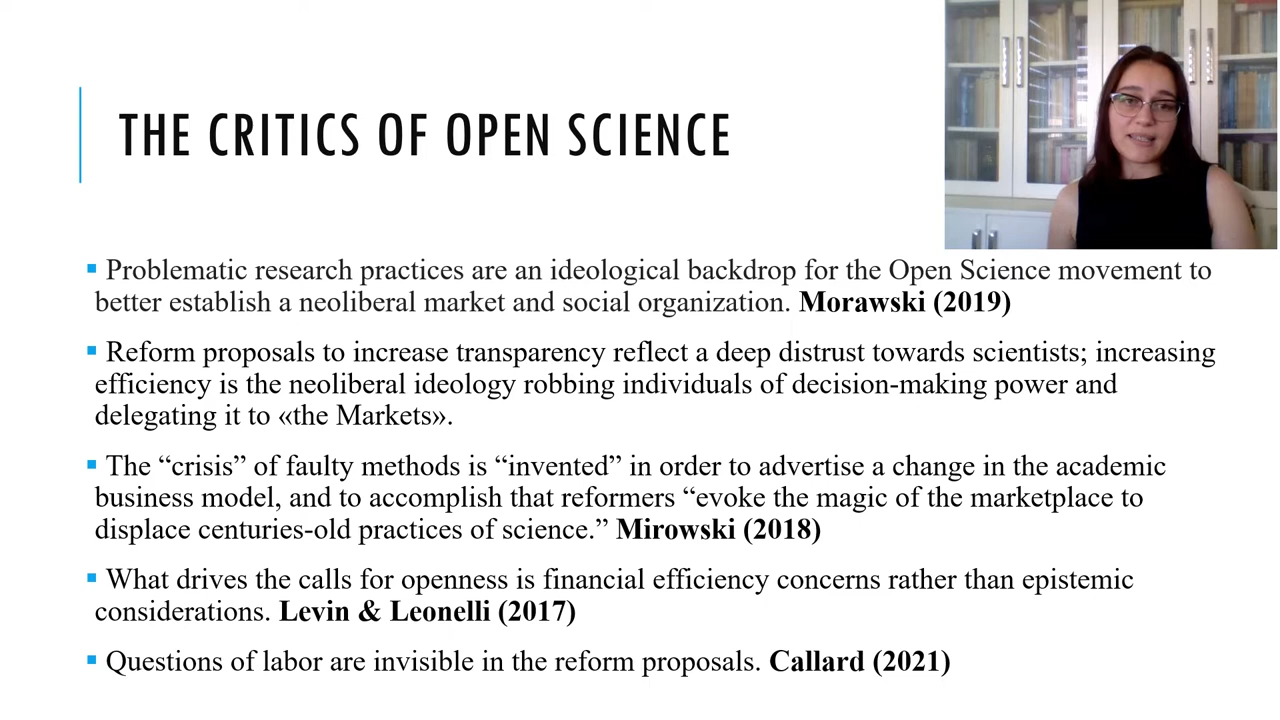 THE CRITICS OF OPEN SCIENCE
▪ Problematic research practices are an ideological backdrop for the Open Science movement to
better establish a neoliberal market and social organization. Morawski (2019)
▪ Reform proposals to increase transparency reflect a deep distrust towards scientists; increasing
efficiency is the neoliberal ideology robbing individuals of decision-making power and
delegating it to «the Markets».
▪ The “crisis” of faulty methods is “invented” in order to advertise a change in the academic
business model, and to accomplish that reformers “evoke the magic of the marketplace to
displace centuries-old practices of science.” Mirowski (2018)
▪ What drives the calls for openness is financial efficiency concerns rather than epistemic
considerations. Levin & Leonelli (2017)
▪ Questions of labor are invisible in the reform proposals. Callard (2021)